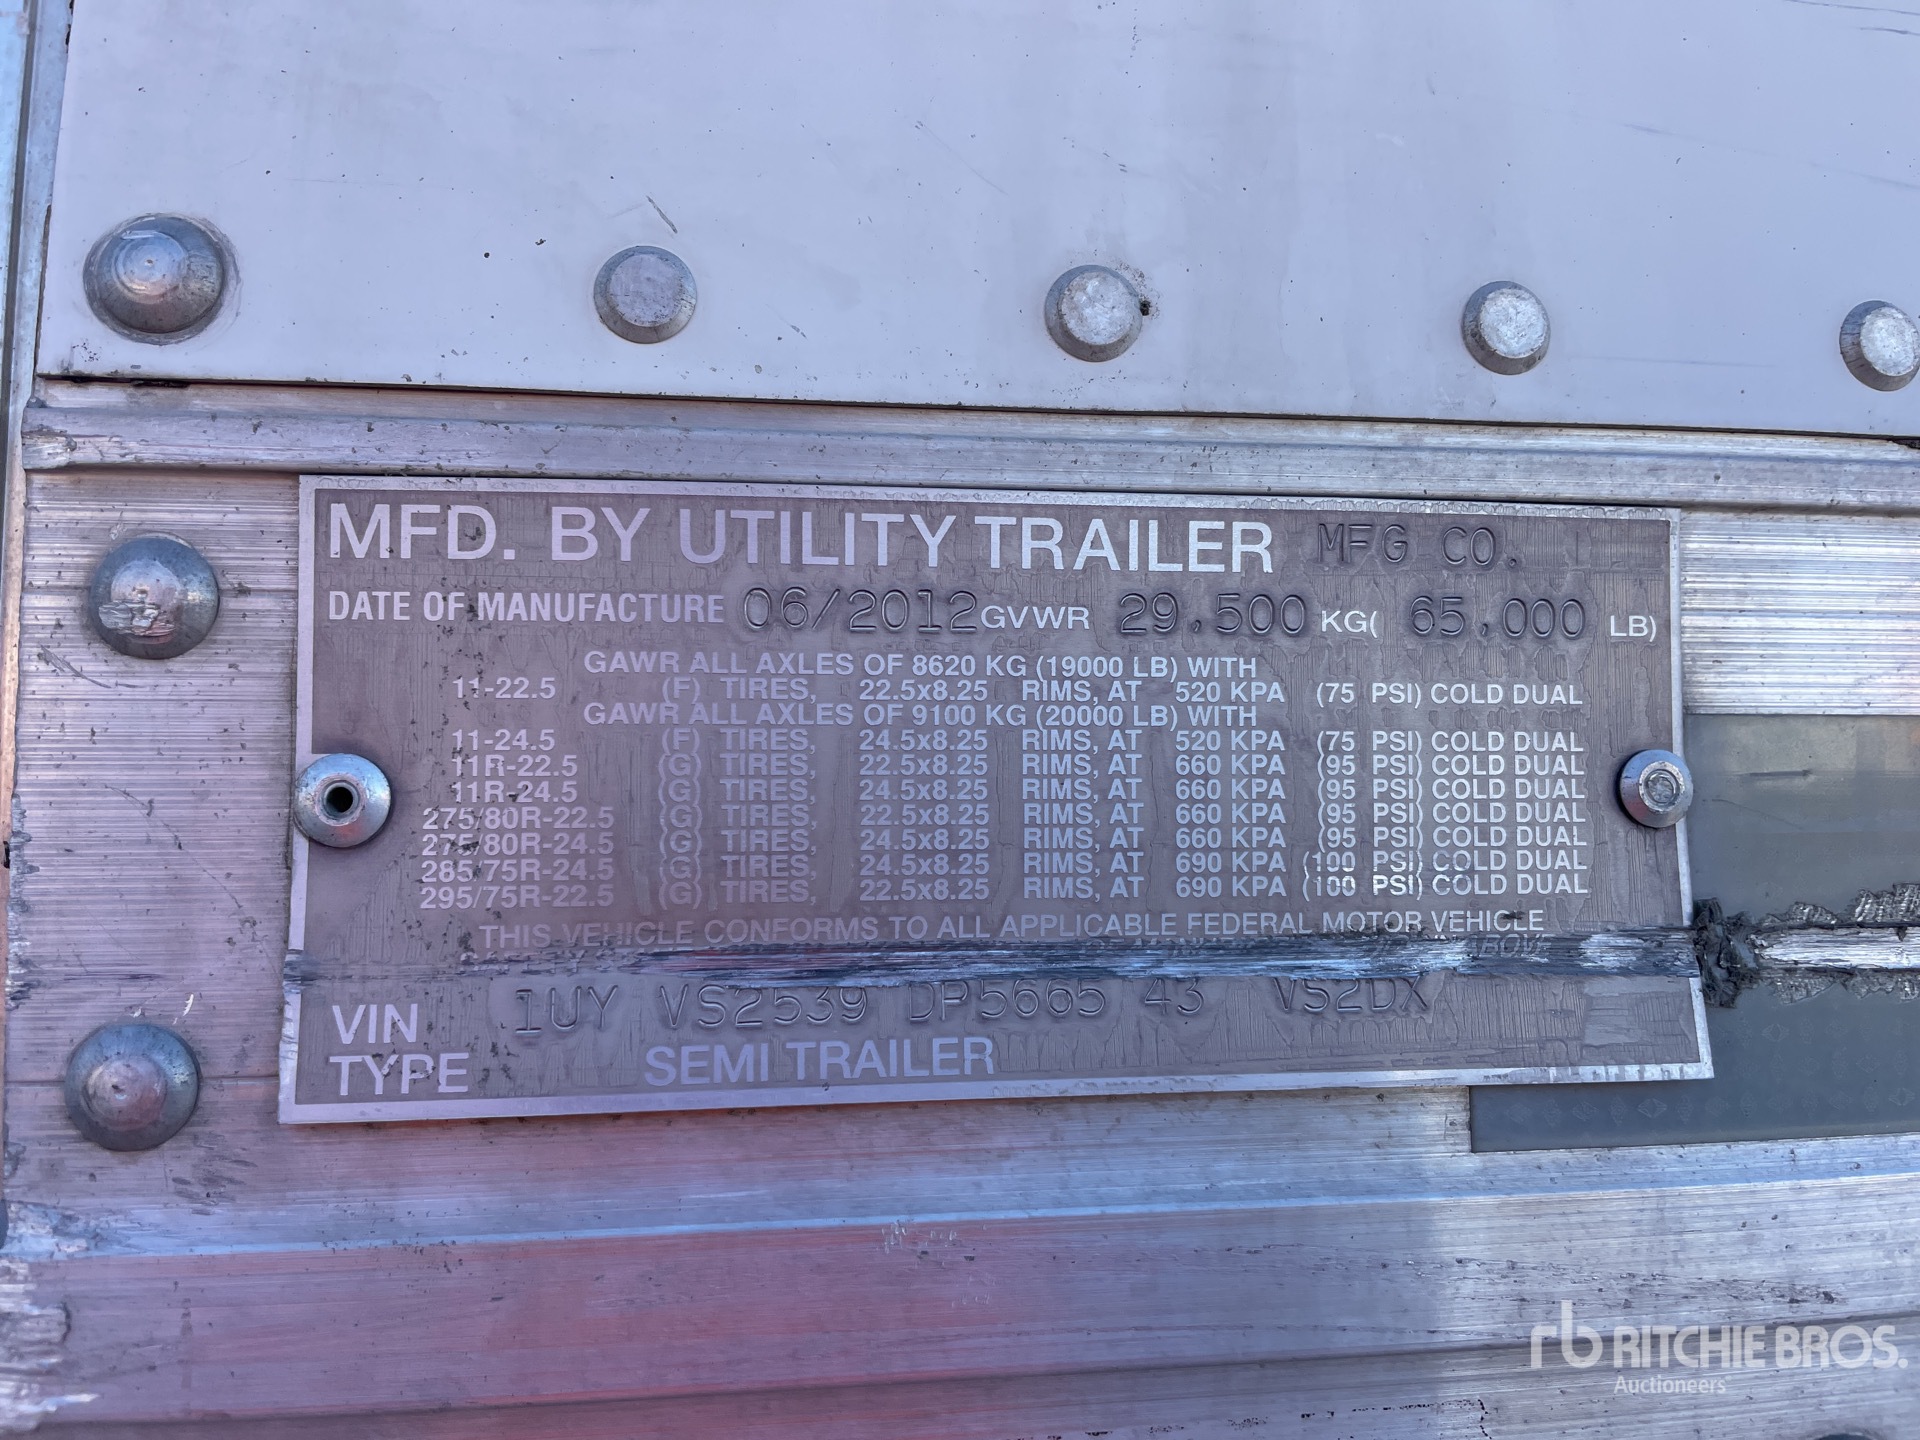 MFD. BY UTILITY TRAILER MFG CO.
DATE OF MANUFACTURE 06/2012 GVWR 29,500 KG( 65,000 LB)
GAWR ALL AXLES OF 8620 KG (19000 LB) WITH
11-22.5 (F) TIRES, 22.5x8.25 RIMS, AT 520 KPA (75 PSI) COLD DUAL
GAWR ALL AXLES OF 9100 KG (20000 LB) WITH
11-24.5 (F) TIRES, 24.5x8.25 RIMS, AT 520 KPA (75 PSI) COLD DUAL
11R-22.5 (G) TIRES, 22.5x8.25 RIMS, AT 660 KPA (95 PSI) COLD DUAL
11R-24.5 (G) TIRES, 24.5x8.25 RIMS, AT 660 KPA (95 PSI) COLD DUAL
275/80R-22.5 (G) TIRES, 22.5x8.25 RIMS, AT 660 KPA (95 PSI) COLD DUAL
275/80R-24.5 (G) TIRES, 24.5x8.25 RIMS, AT 660 KPA (95 PSI) COLD DUAL
285/75R-24.5 (G) TIRES, 24.5x8.25 RIMS, AT 690 KPA (100 PSI) COLD DUAL
295/75R-22.5 (G) TIRES, 22.5x8.25 RIMS, AT 690 KPA (100 PSI) COLD DUAL
THIS VEHICLE CONFORMS TO ALL APPLICABLE FEDERAL MOTOR VEHICLE
ABOVE
VIN 1UY VS2539 DP5665 43 VS2DX
TYPE SEMI TRAILER
rb RITCHIE BROS.
Auctioneers